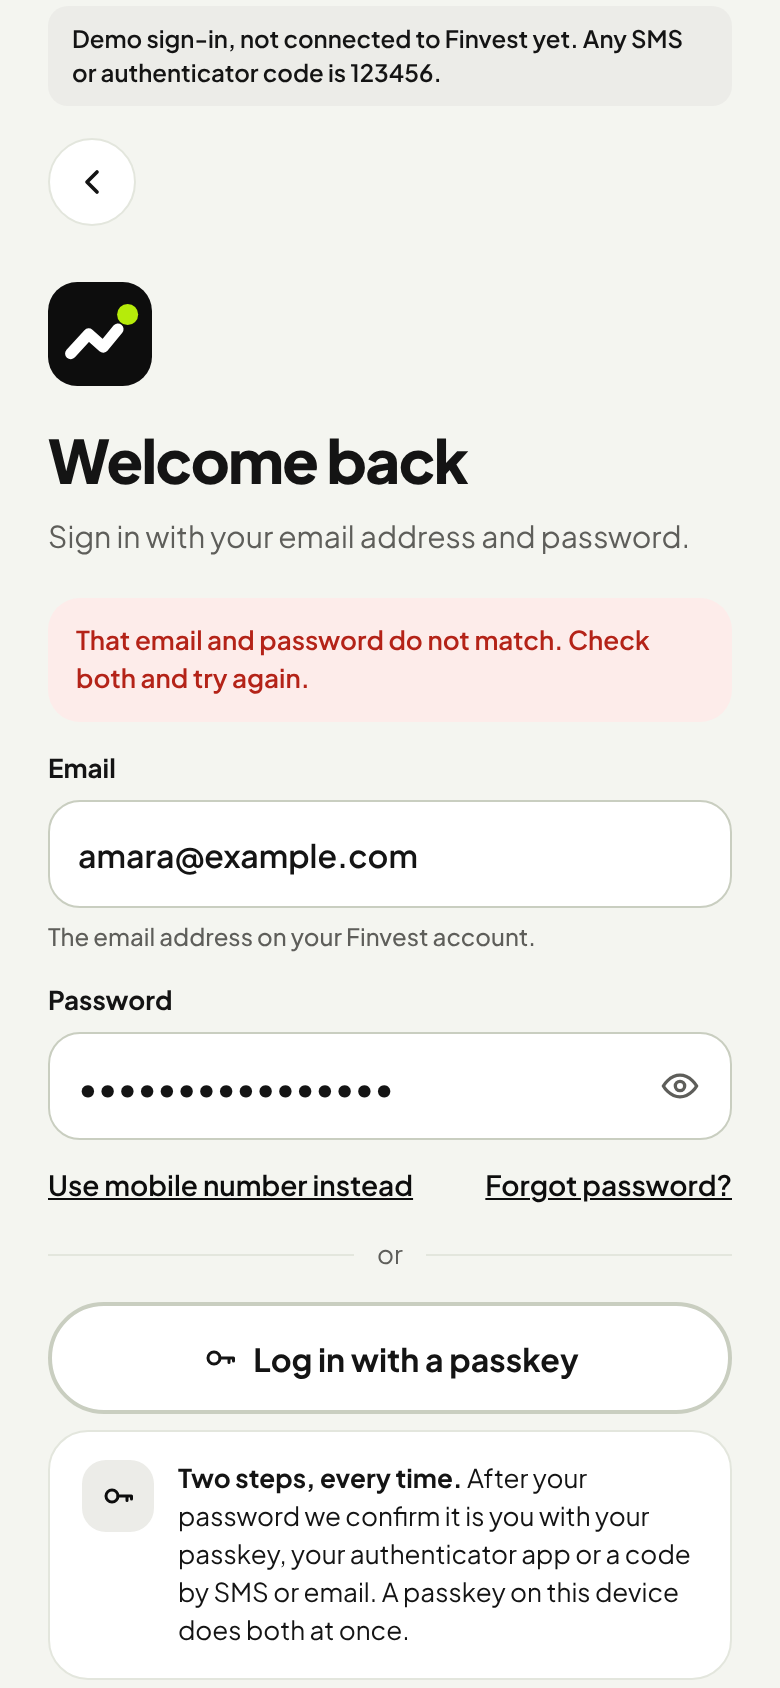 Demo sign-in, not connected to Finvest yet. Any SMS
or authenticator code is 123456.
Welcome back
Sign in with your email address and password.
That email and password do not match. Check
both and try again.
Email
amara@example.com
The email address on your Finvest account.
Password
Use mobile number instead
Forgot password?
or
Log in with a passkey
Two steps, every time. After your
password we confirm it is you with your
passkey, your authenticator app or a code
by SMS or email. A passkey on this device
does both at once.